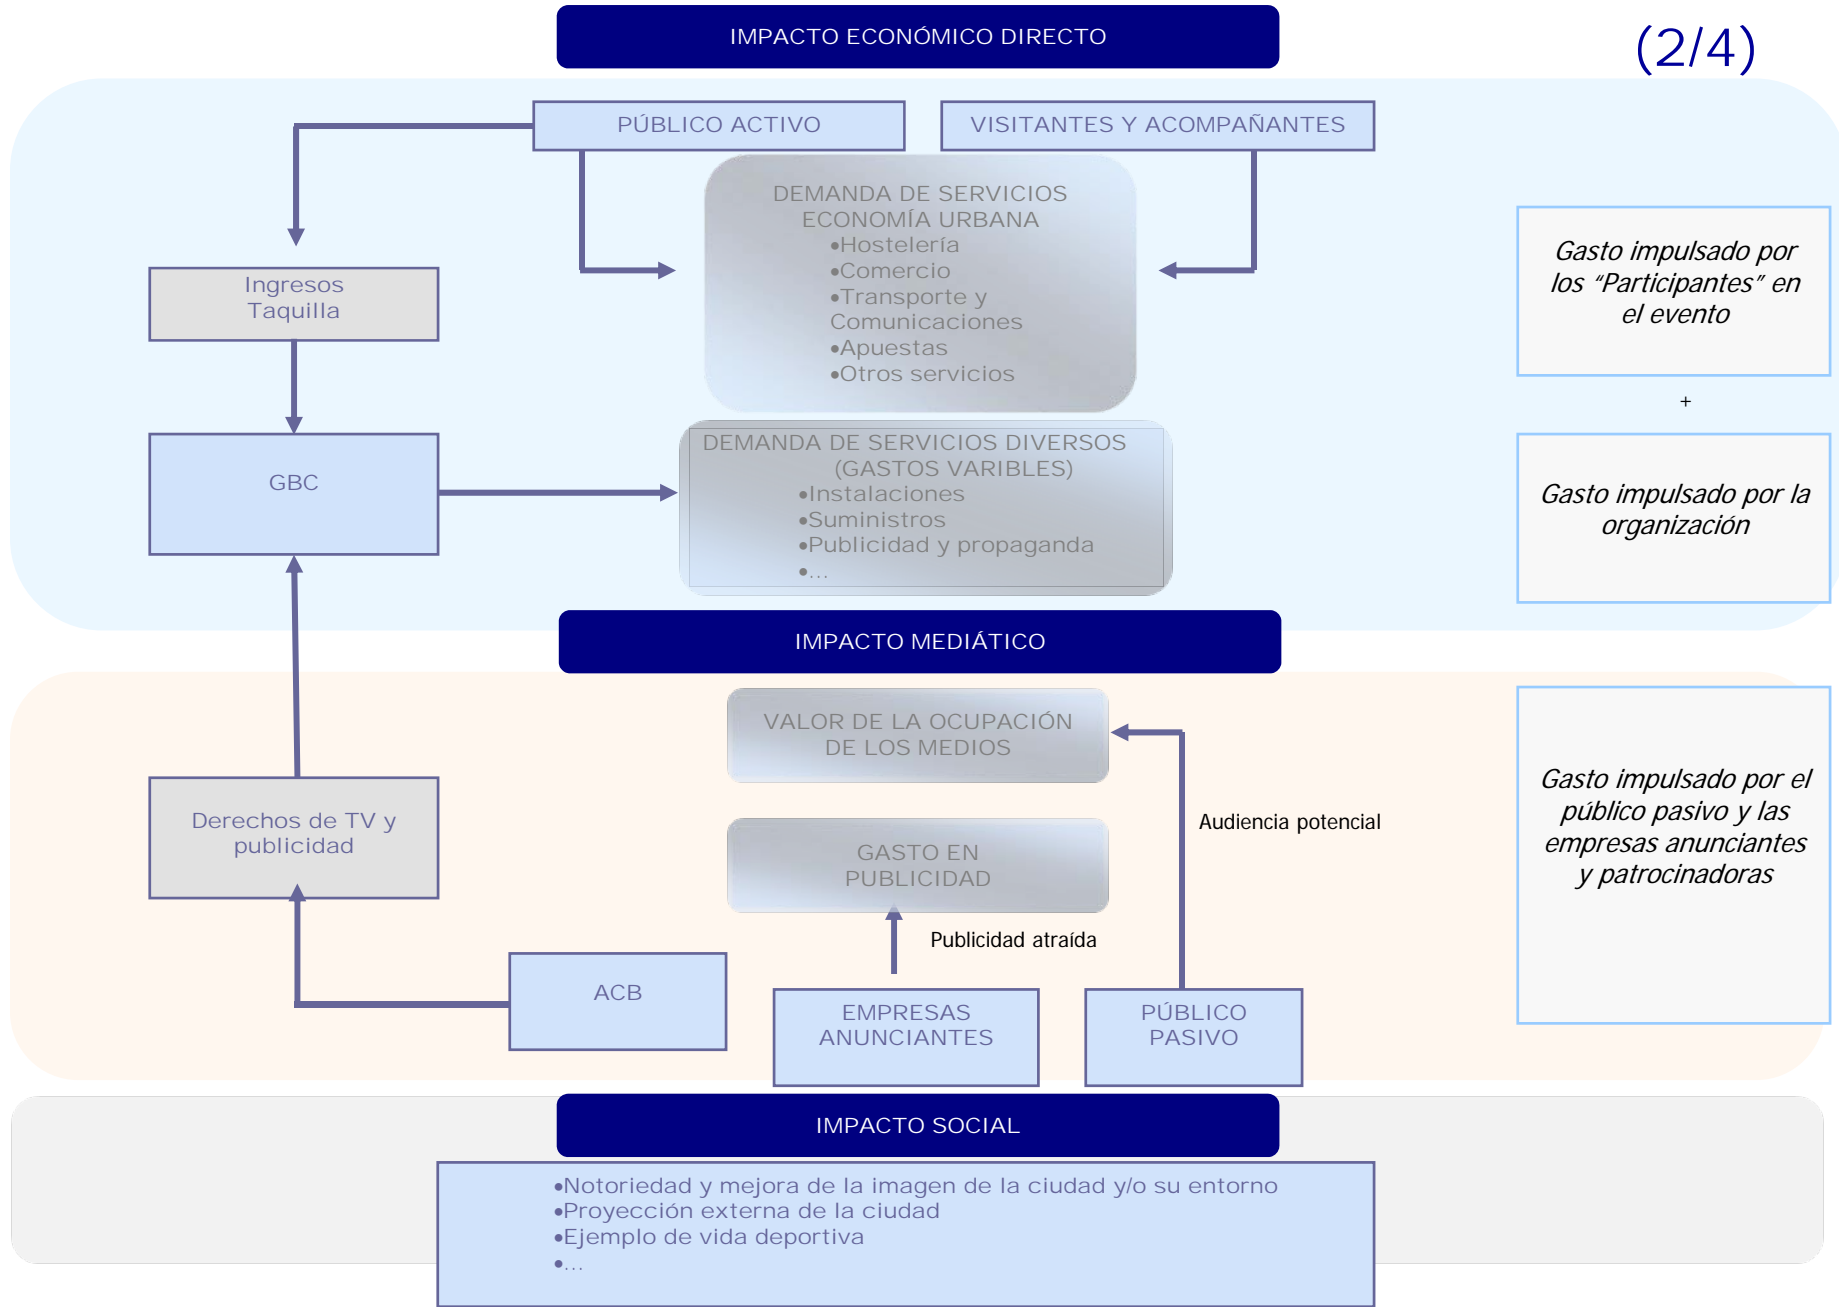 IMPACTO ECONÓMICO DIRECTO
(2/4)
PÚBLICO ACTIVO
VISITANTES Y ACOMPAÑANTES
DEMANDA DE SERVICIOS
ECONOMÍA URBANA
•Hostelería
•Comercio
•Transporte y
Comunicaciones
•Apuestas
•Otros servicios
Ingresos
Taquilla
Gasto impulsado por
los “Participantes” en
el evento
+
GBC
DEMANDA DE SERVICIOS DIVERSOS
(GASTOS VARIBLES)
•Instalaciones
•Suministros
•Publicidad y propaganda
•...
Gasto impulsado por la
organización
IMPACTO MEDIÁTICO
VALOR DE LA OCUPACIÓN
DE LOS MEDIOS
Derechos de TV y
publicidad
Audiencia potencial
GASTO EN
PUBLICIDAD
Gasto impulsado por el
público pasivo y las
empresas anunciantes
y patrocinadoras
Publicidad atraída
ACB
EMPRESAS
ANUNCIANTES
PÚBLICO
PASIVO
IMPACTO SOCIAL
•Notoriedad y mejora de la imagen de la ciudad y/o su entorno
•Proyección externa de la ciudad
•Ejemplo de vida deportiva
•...